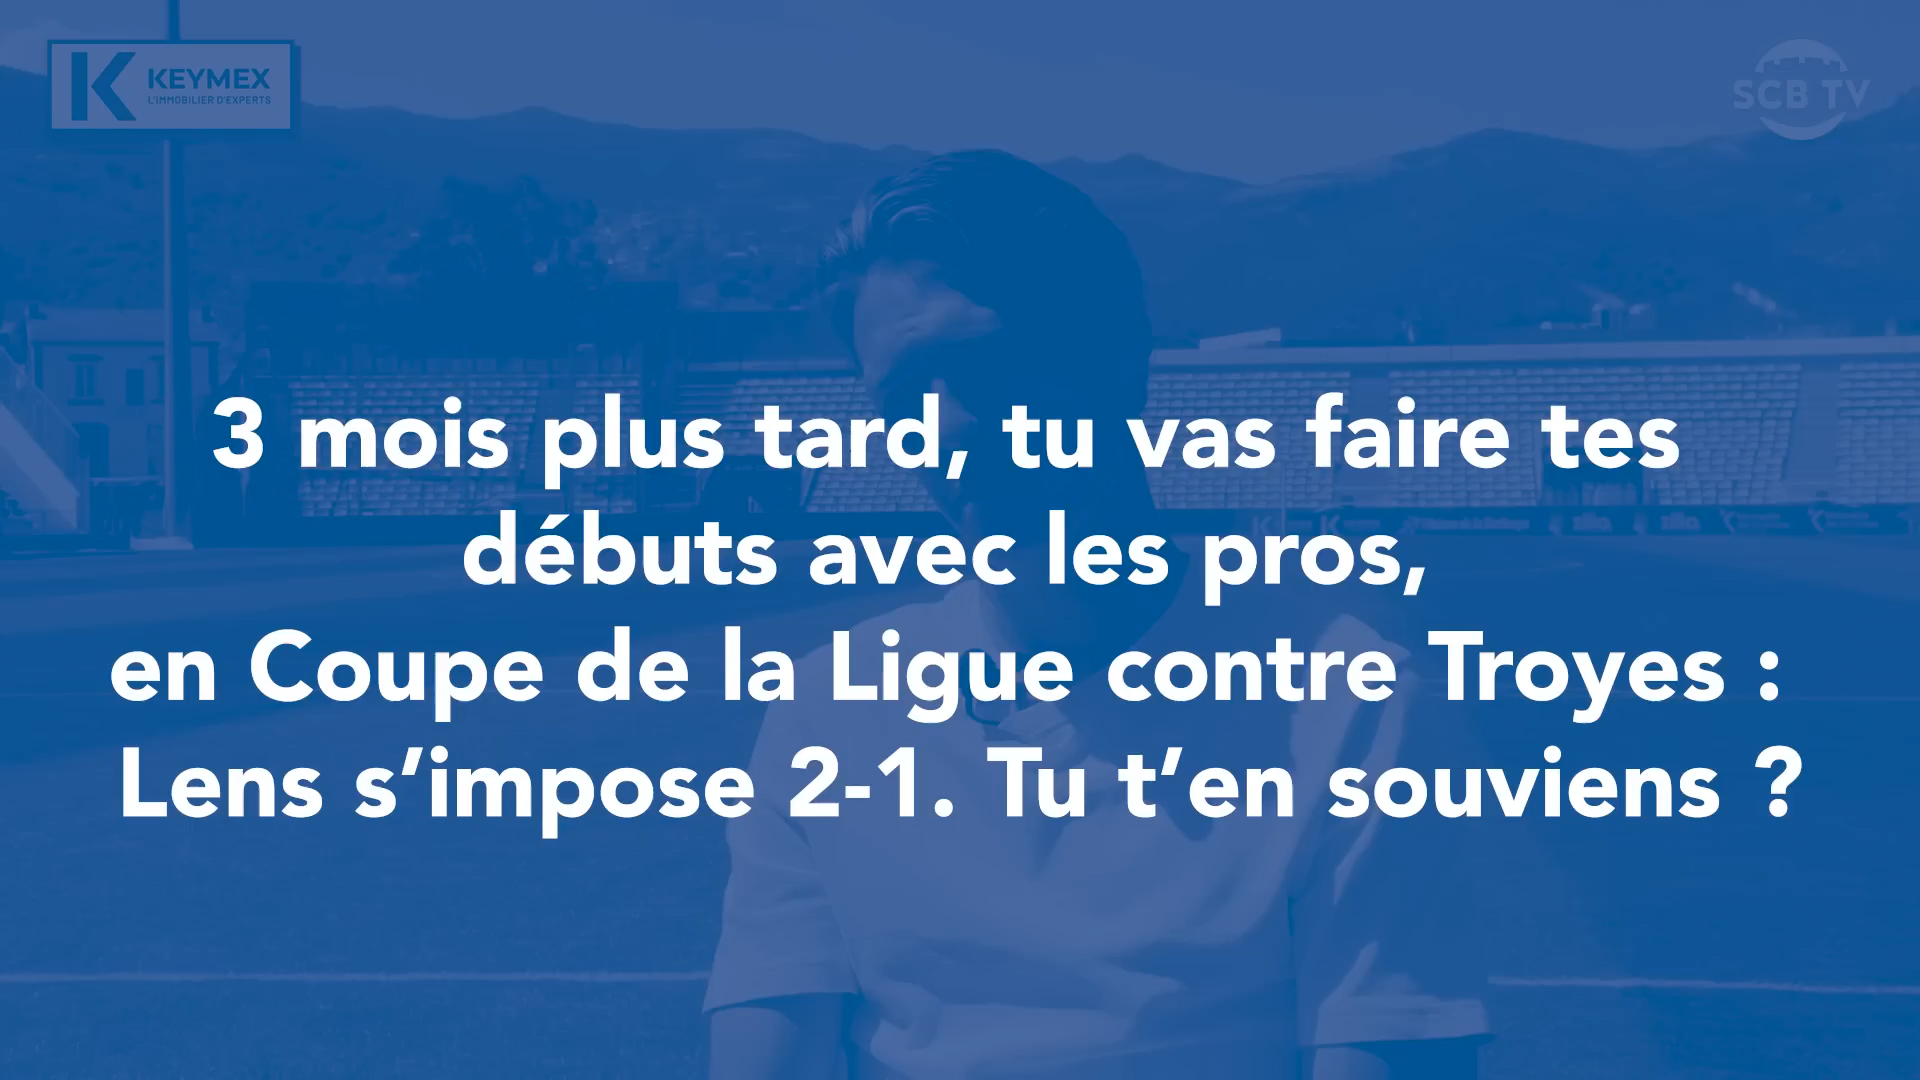 KEYMEX
L'IMMOBILIER D'EXPERTS
SCB TV
3 mois plus tard, tu vas faire tes
débuts avec les pros,
en Coupe de la Ligue contre Troyes :
Lens s’impose 2-1. Tu t’en souviens ?